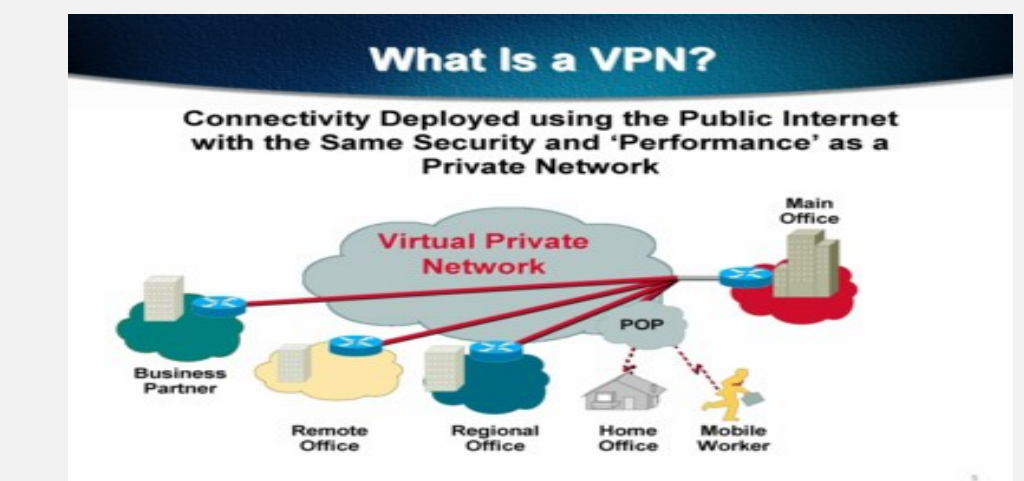 What Is a VPN?
Connectivity Deployed using the Public Internet
with the Same Security and ‘Performance’ as a
Private Network
Main
Office
Virtual Private
Network
POP
Business
Partner
Remote
Office
Regional
Office
Home
Office
Mobile
Worker